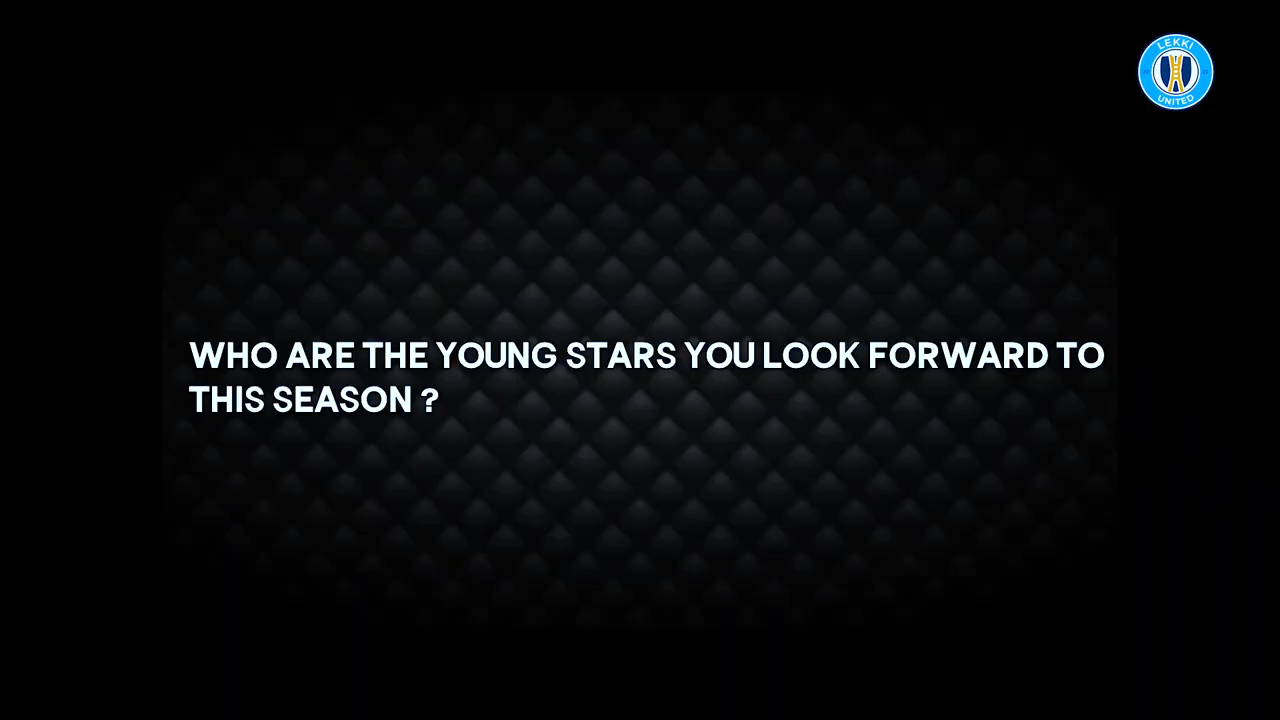 LEKKI
UNITED
WHO ARE THE YOUNG STARS YOU LOOK FORWARD TO
THIS SEASON ?